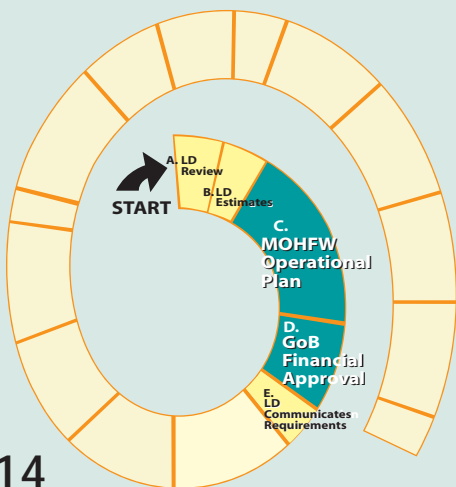 A. LD
Review
B. LD
Estimates
START
C.
MOHFW
Operational
Plan
D.
GoB
Financial
Approval
E.
LD
Communicates
Requirements
14